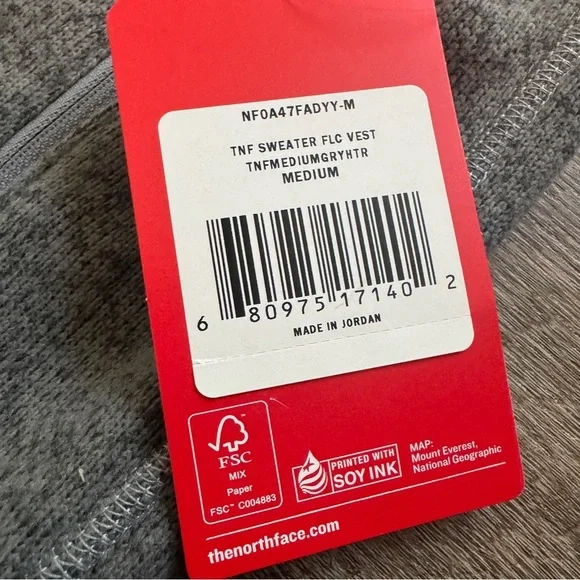 NF0A47FADYY-M
TNF SWEATER FLC VEST
TNFMEDIUMGRYHTR
MEDIUM
6 80975 17140 2
MADE IN JORDAN
FSC
MIX
Paper
FSC™ C004883
PRINTED WITH
SOY INK
MAP:
Mount Everest,
National Geographic
thenorthface.com